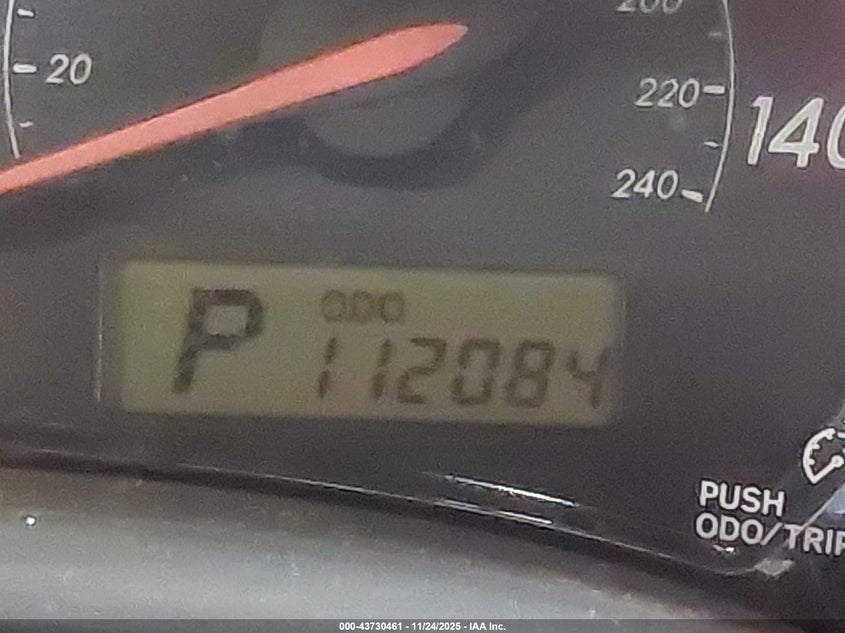 200
20
220
140
240
P
ODO
112084
PUSH
ODO/TRIP
000-43730461 - 11/24/2025 - IAA Inc.